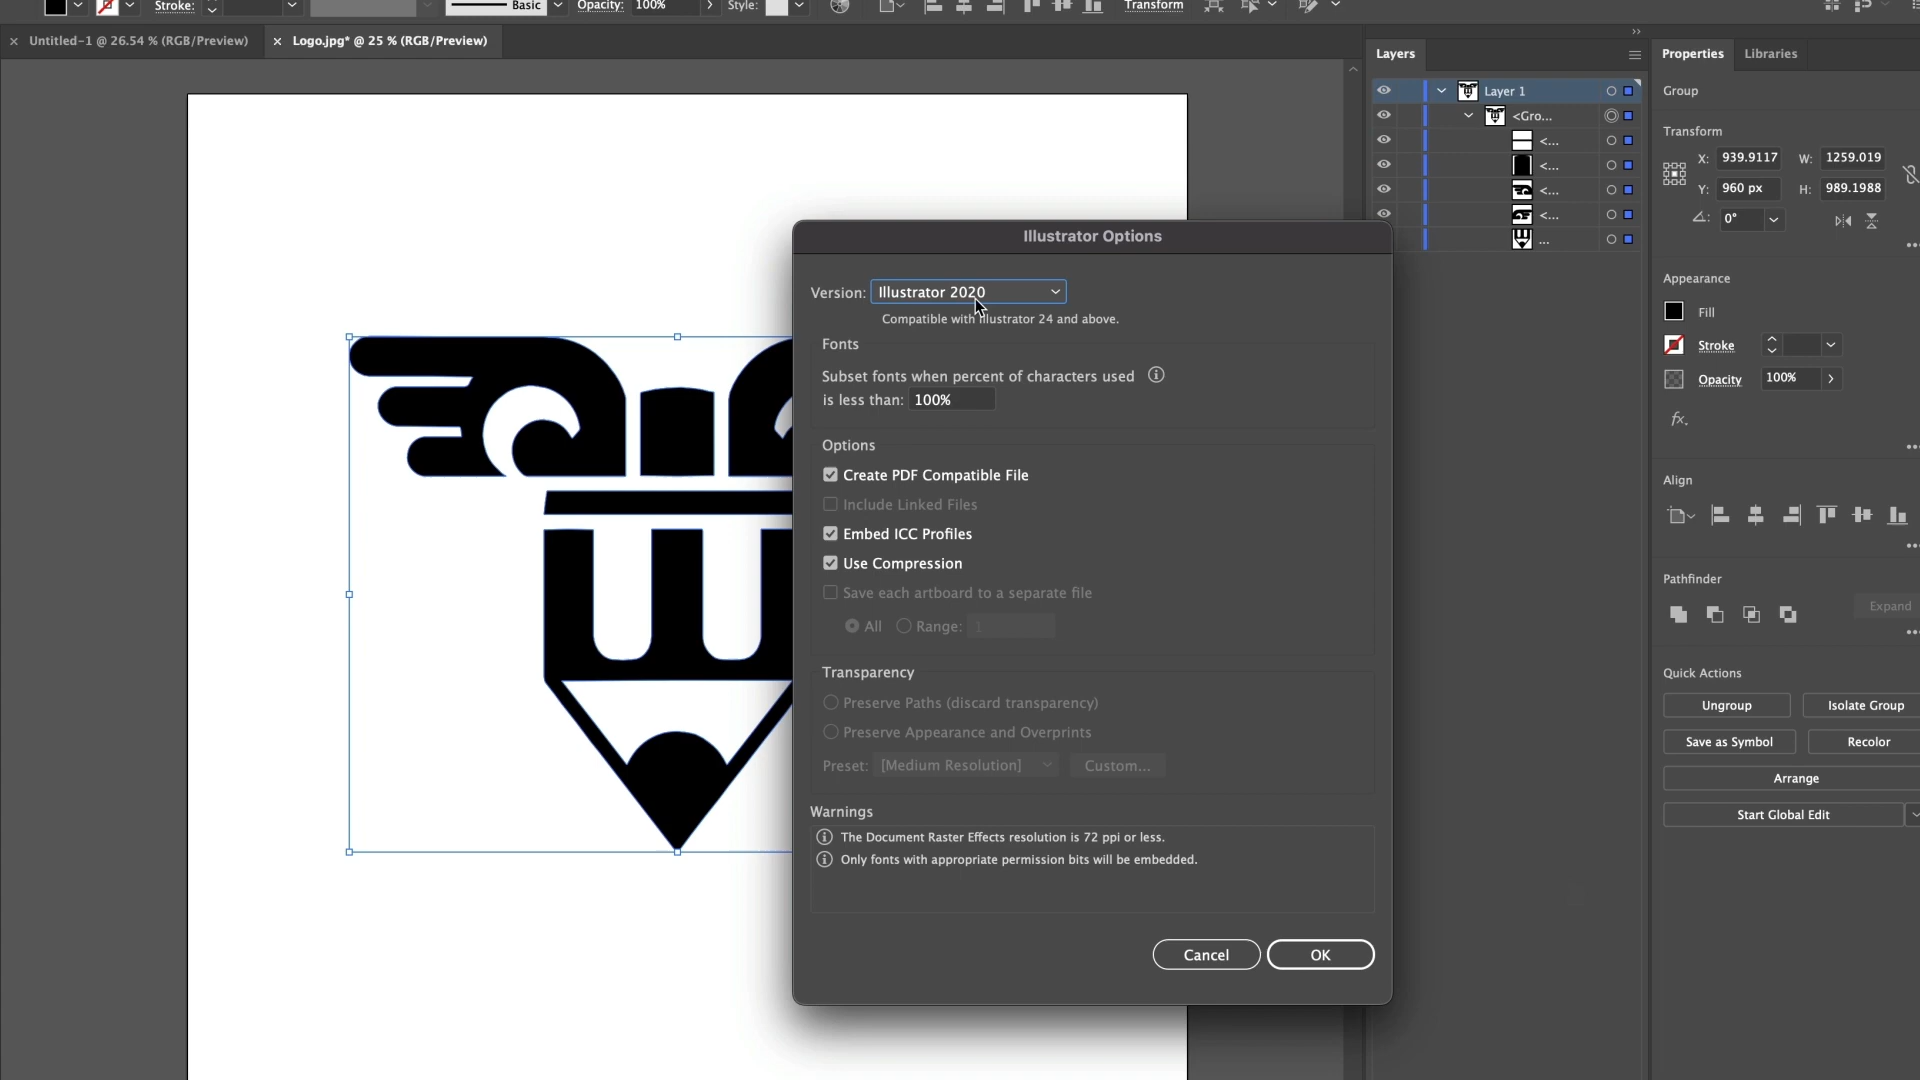 Stroke:
Basic
Opacity: 100%
Style:
Transform
× Untitled-1 @ 26.54 % (RGB/Preview)
× Logo.jpg* @ 25 % (RGB/Preview)
Layers
Layer 1
<Gro...
<...
<...
<...
<...
...
Properties
Libraries
Group
Transform
X: 939.9117
W: 1259.019
Y: 960 px
H: 989.1988
0°
Appearance
Fill
Stroke
Opacity
100%
fx.
Align
Pathfinder
Expand
Quick Actions
Ungroup
Isolate Group
Save as Symbol
Recolor
Arrange
Start Global Edit
Illustrator Options
Version: Illustrator 2020
Compatible with Illustrator 24 and above.
Fonts
Subset fonts when percent of characters used
is less than: 100%
Options
Create PDF Compatible File
Include Linked Files
Embed ICC Profiles
Use Compression
Save each artboard to a separate file
All
Range: 1
Transparency
Preserve Paths (discard transparency)
Preserve Appearance and Overprints
Preset: [Medium Resolution]
Custom...
Warnings
The Document Raster Effects resolution is 72 ppi or less.
Only fonts with appropriate permission bits will be embedded.
Cancel
OK